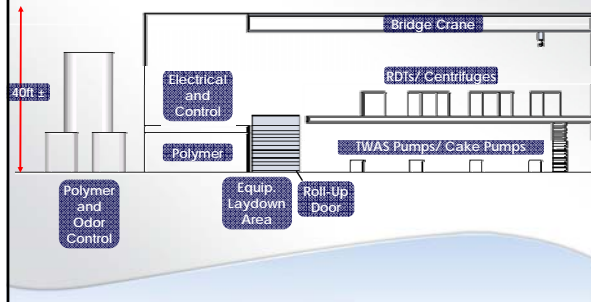 Bridge Crane
RDTs/ Centrifuges
40ft ±
Electrical
and
Control
Polymer
TWAS Pumps/ Cake Pumps
Polymer
and
Odor
Control
Equip.
Laydown
Area
Roll-Up
Door